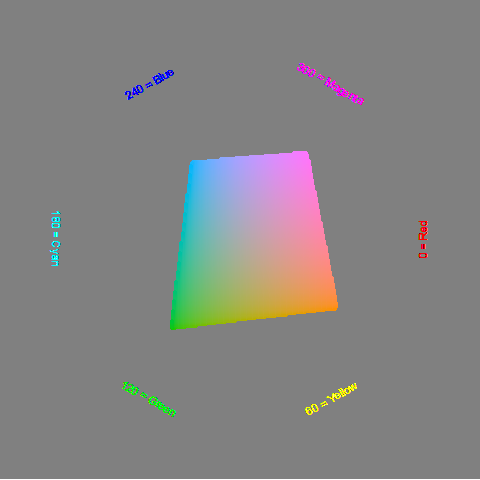 240 = Blue
300 = Magenta
180 = Cyan
0 = Red
120 = Green
60 = Yellow